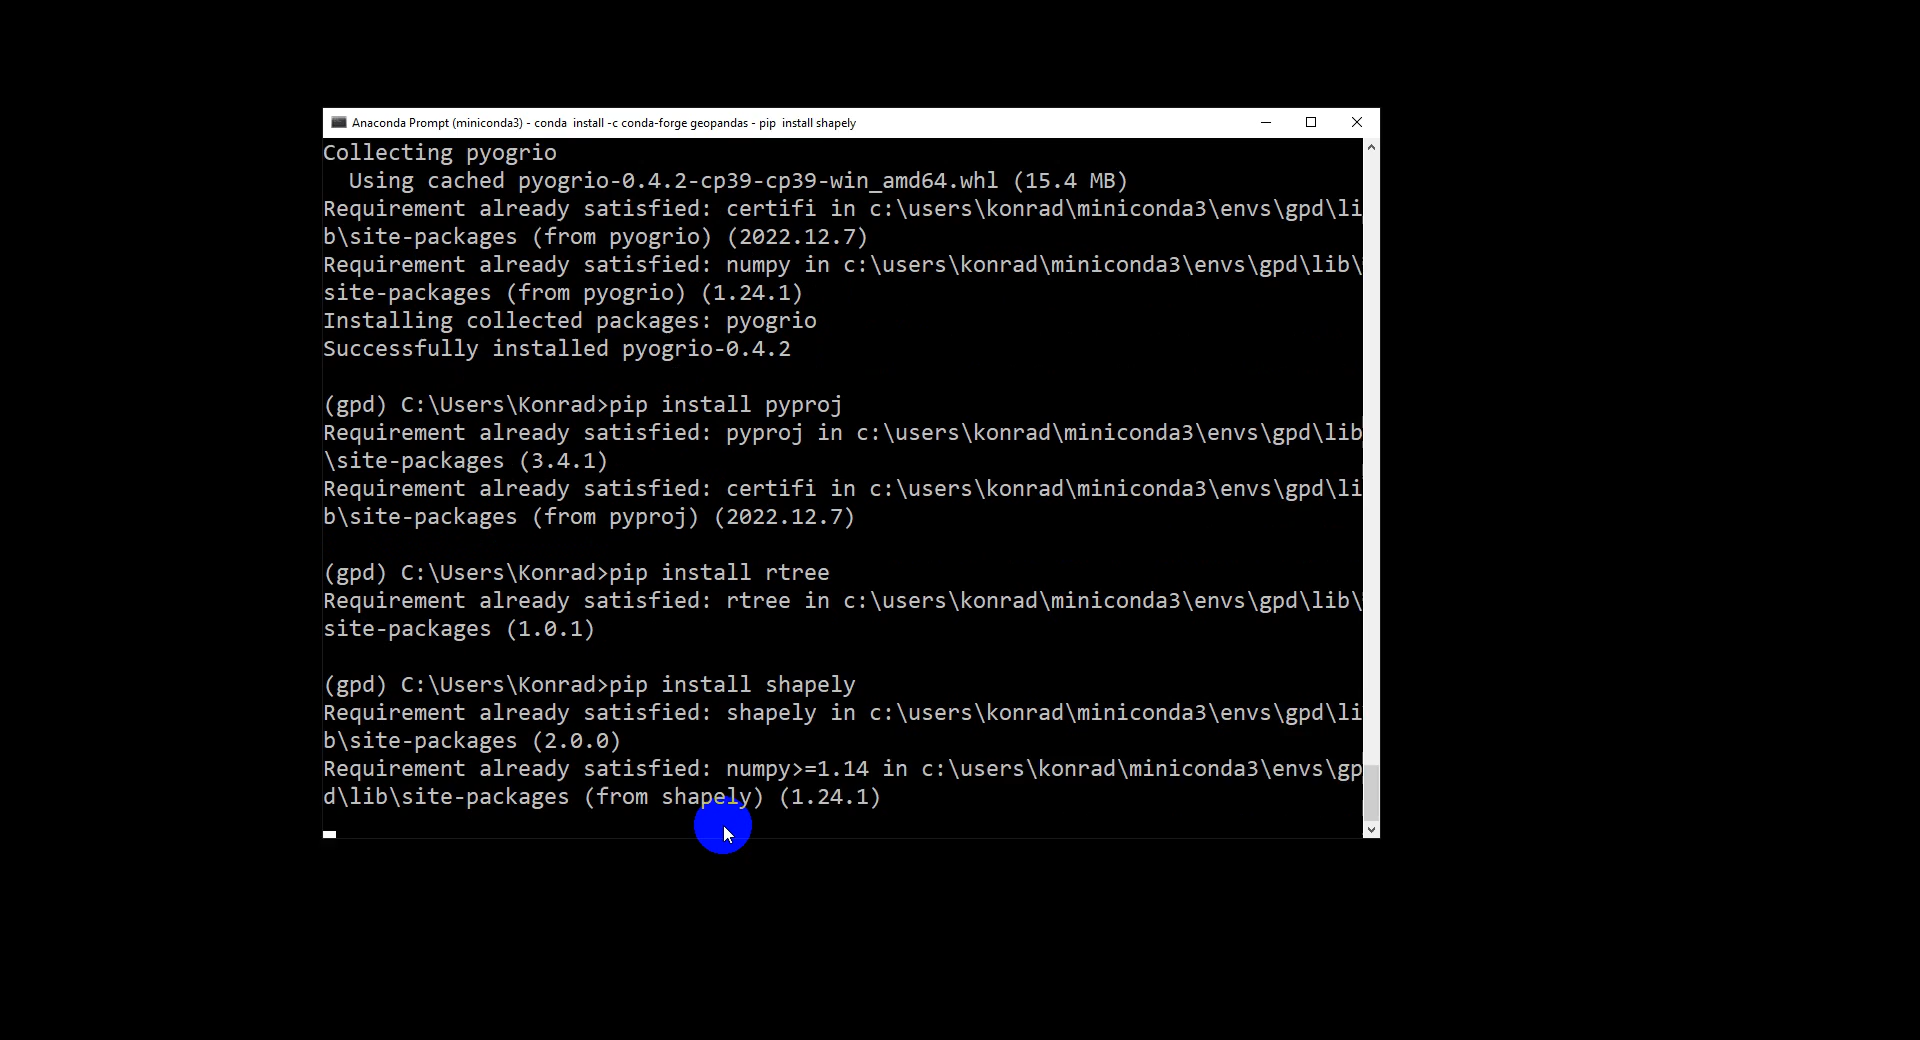 Anaconda Prompt (miniconda3) - conda  install -c conda-forge geopandas - pip  install shapely
Collecting pyogrio
  Using cached pyogrio-0.4.2-cp39-cp39-win_amd64.whl (15.4 MB)
Requirement already satisfied: certifi in c:\users\konrad\miniconda3\envs\gpd\li
b\site-packages (from pyogrio) (2022.12.7)
Requirement already satisfied: numpy in c:\users\konrad\miniconda3\envs\gpd\lib\
site-packages (from pyogrio) (1.24.1)
Installing collected packages: pyogrio
Successfully installed pyogrio-0.4.2
(gpd) C:\Users\Konrad>pip install pyproj
Requirement already satisfied: pyproj in c:\users\konrad\miniconda3\envs\gpd\lib
\site-packages (3.4.1)
Requirement already satisfied: certifi in c:\users\konrad\miniconda3\envs\gpd\li
b\site-packages (from pyproj) (2022.12.7)
(gpd) C:\Users\Konrad>pip install rtree
Requirement already satisfied: rtree in c:\users\konrad\miniconda3\envs\gpd\lib\
site-packages (1.0.1)
(gpd) C:\Users\Konrad>pip install shapely
Requirement already satisfied: shapely in c:\users\konrad\miniconda3\envs\gpd\li
b\site-packages (2.0.0)
Requirement already satisfied: numpy>=1.14 in c:\users\konrad\miniconda3\envs\gp
d\lib\site-packages (from shapely) (1.24.1)